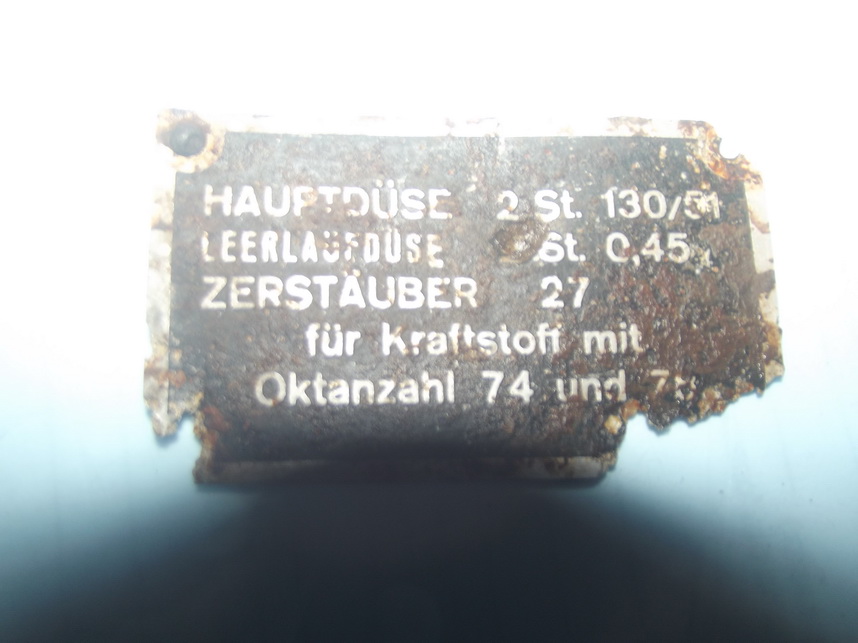 HAUPTDÜSE 2 St. 130/51
LEERLAUFDÜSE St. 0,45
ZERSTÄUBER 27
für Kraftstoff mit
Oktanzahl 74 und